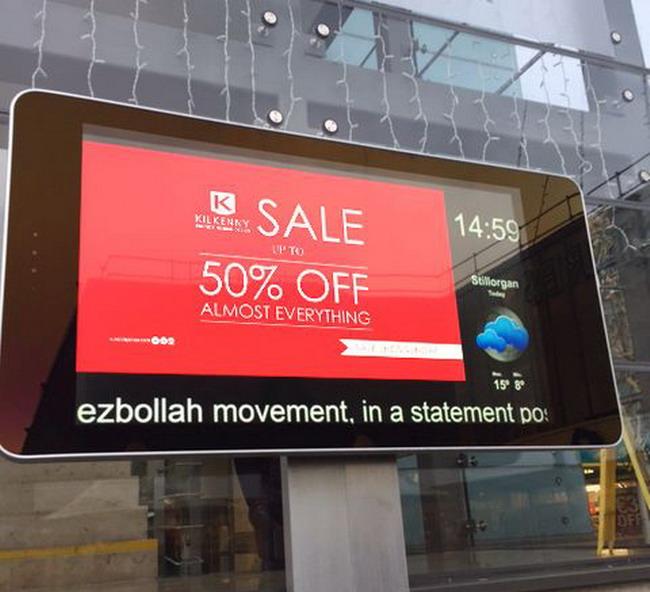 K
KILKENNY
SALE
UP TO
50% OFF
ALMOST EVERYTHING
14:59
Stillorgan
Today
15° 8°
ezbollah movement, in a statement pos
OFF